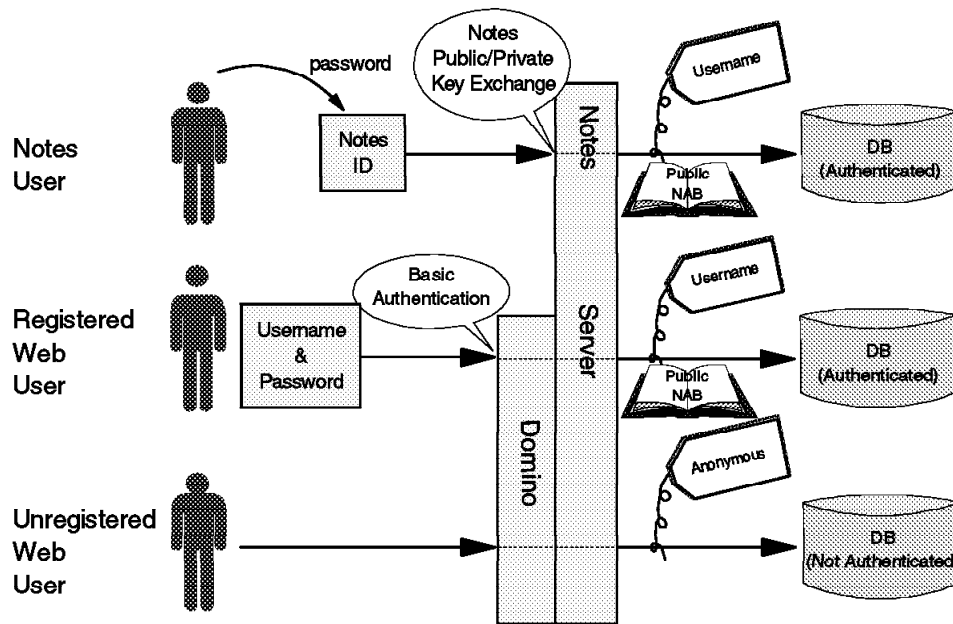 Notes
Public/Private
Key Exchange
password
Username
Notes
User
Notes
ID
Notes
Server
Public
NAB
DB
(Authenticated)
Registered
Web
User
Username
&
Password
Basic
Authentication
Domino
Username
Public
NAB
DB
(Authenticated)
Unregistered
Web
User
Anonymous
DB
(Not Authenticated)